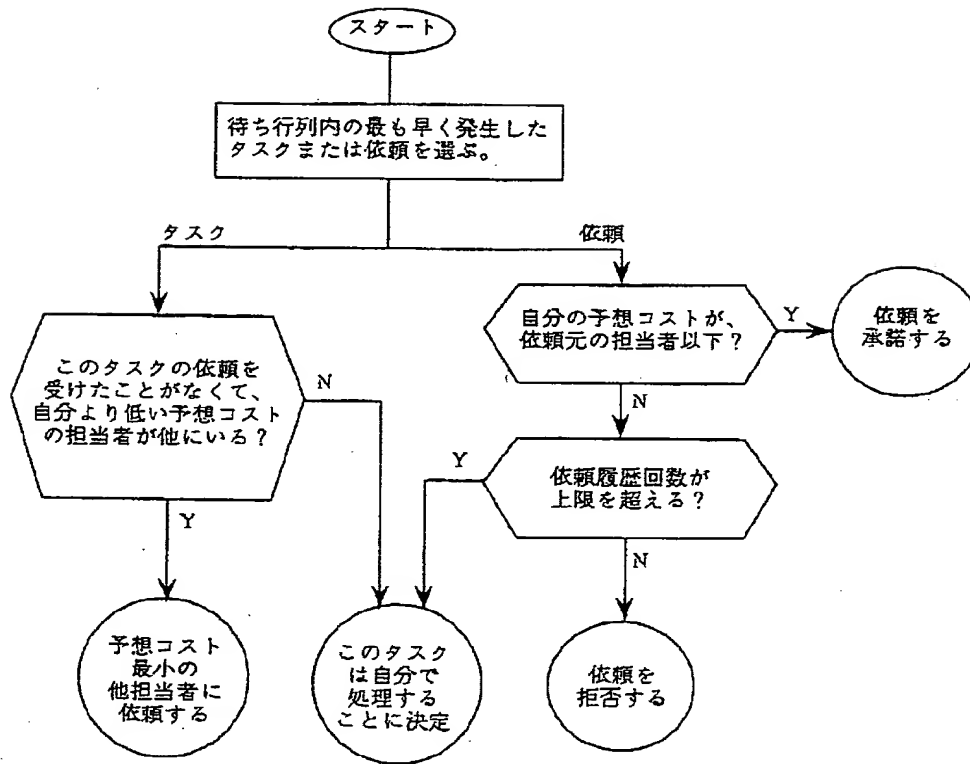 スタート
待ち行列内の最も早く発生した
タスクまたは依頼を選ぶ。
タスク
依頼
このタスクの依頼を
受けたことがなくて、
自分より低い予想コスト
の担当者が他にいる？
N
Y
自分の予想コストが、
依頼元の担当者以下？
Y
N
依頼を
承諾する
依頼履歴回数が
上限を超える？
Y
N
予想コスト
最小の
他担当者に
依頼する
このタスク
は自分で
処理する
ことに決定
依頼を
拒否する